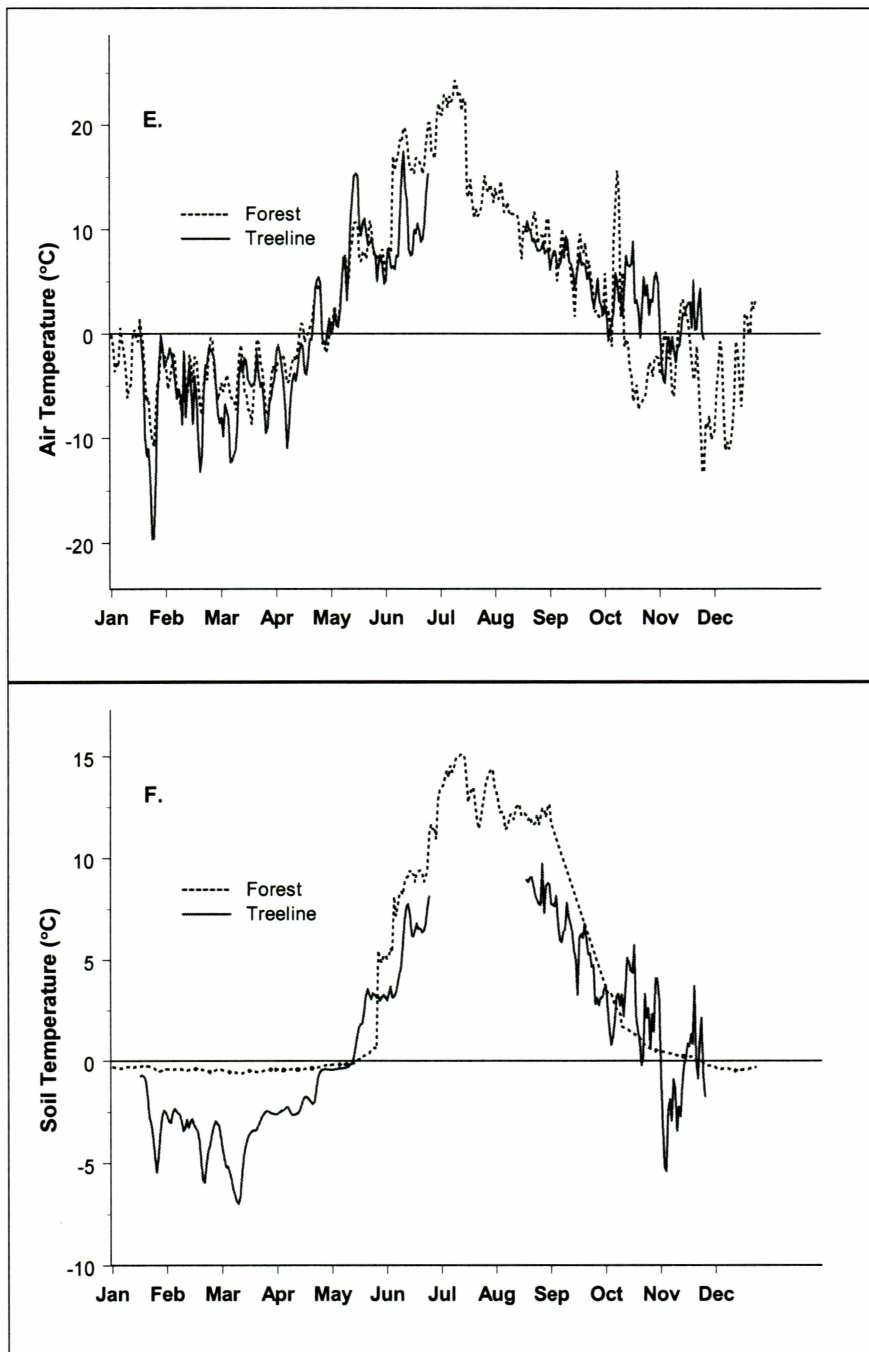 E.
20
10
0
-10
-20
Air Temperature (°C)
Forest
Treeline
Jan Feb Mar Apr May Jun Jul Aug Sep Oct Nov Dec
F.
15
10
5
0
-5
-10
Soil Temperature (°C)
Forest
Treeline
Jan Feb Mar Apr May Jun Jul Aug Sep Oct Nov Dec